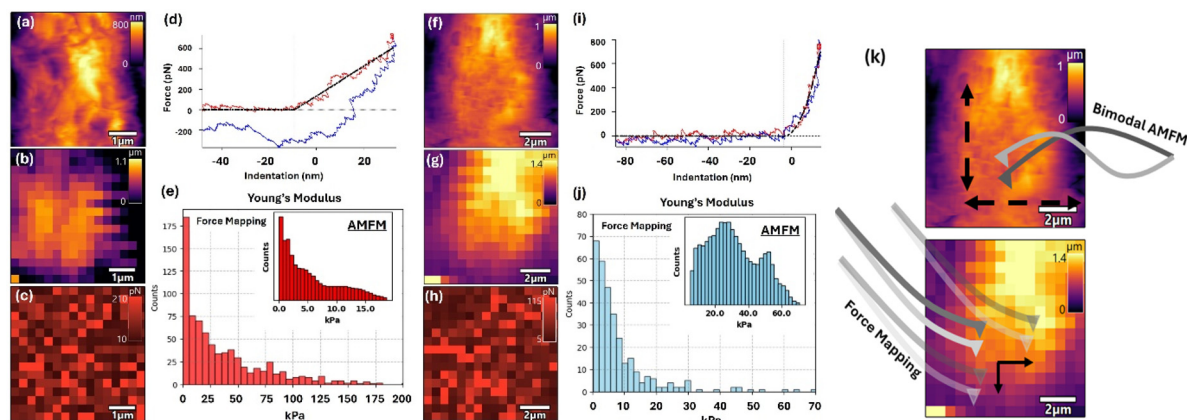 (a)
800
nm
0
1µm
(b)
1.1
µm
0
1µm
(c)
pN
210
10
1µm
(d)
Force (pN)
600
400
200
0
-200
-40
-20
0
20
Indentation (nm)
(e)
Young's Modulus
Force Mapping
AMFM
Counts
0.0
5.0
10.0
15.0
kPa
Counts
175
150
125
100
75
50
25
0
0
25
50
75
100
125
150
175
200
kPa
(f)
µm
1
0
2µm
(g)
µm
1.4
0
2µm
(h)
pN
115
5
2µm
(i)
Force (pN)
800
600
400
200
0
-80
-60
-40
-20
0
Indentation (nm)
(j)
Young's Modulus
Force Mapping
AMFM
Counts
20.0
40.0
60.0
kPa
Counts
80
70
60
50
40
30
20
10
0
0
10
20
30
40
50
60
70
kPa
(k)
µm
1
0
Bimodal AMFM
2µm
µm
1.4
0
Force Mapping
2µm